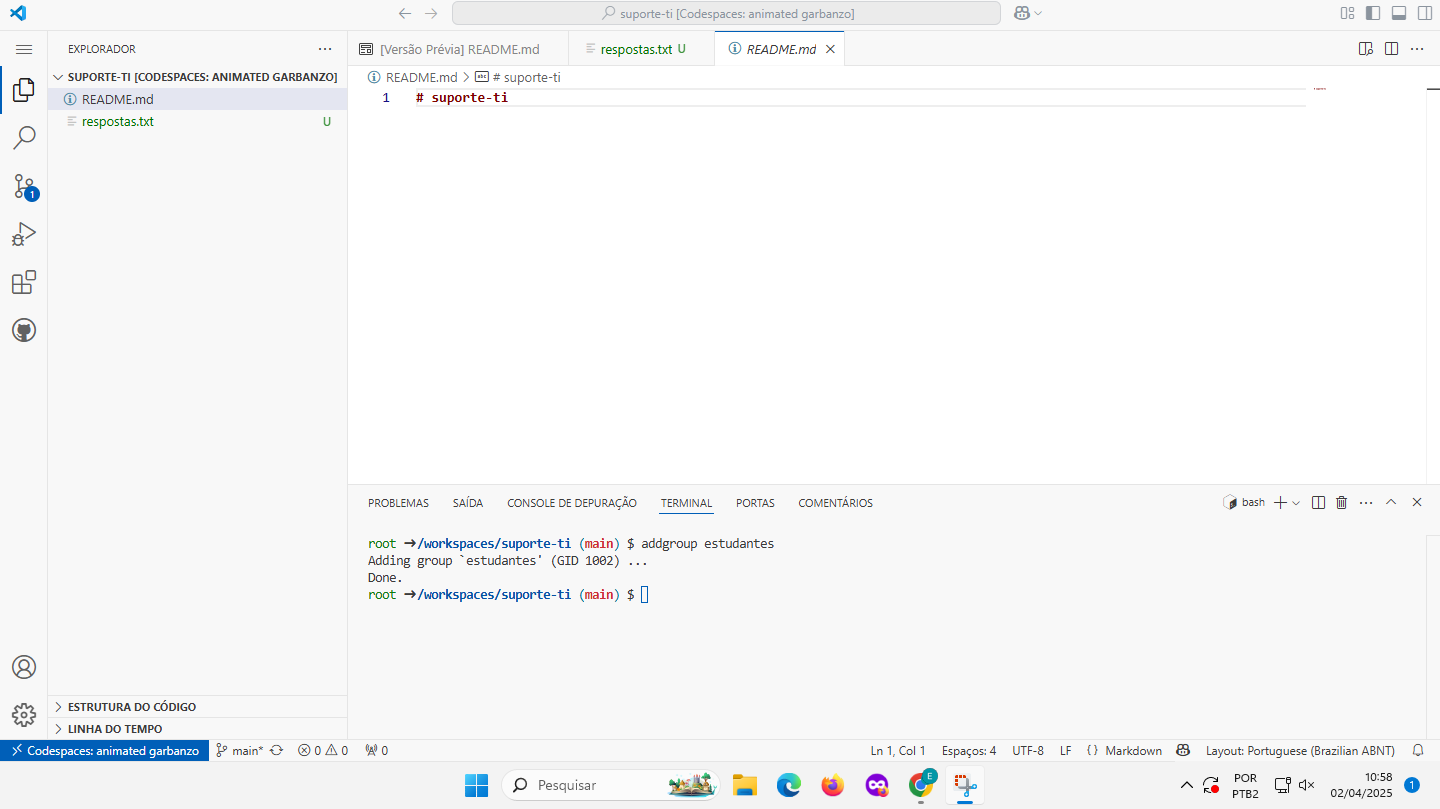 suporte-ti [Codespaces: animated garbanzo]
EXPLORADOR
SUPORTE-TI [CODESPACES: ANIMATED GARBANZO]
README.md
respostas.txt U
1
ESTRUTURA DO CÓDIGO
LINHA DO TEMPO
[Versão Prévia] README.md
respostas.txt U
README.md
README.md > abc # suporte-ti
1 # suporte-ti
PROBLEMAS SAÍDA CONSOLE DE DEPURAÇÃO TERMINAL PORTAS COMENTÁRIOS
bash
root ➜/workspaces/suporte-ti (main) $ addgroup estudantes
Adding group `estudantes' (GID 1002) ...
Done.
root ➜/workspaces/suporte-ti (main) $
Codespaces: animated garbanzo main* 0 0 0
Ln 1, Col 1 Espaços: 4 UTF-8 LF {} Markdown Layout: Portuguese (Brazilian ABNT)
Pesquisar
E
POR
PTB2
10:58
02/04/2025
1